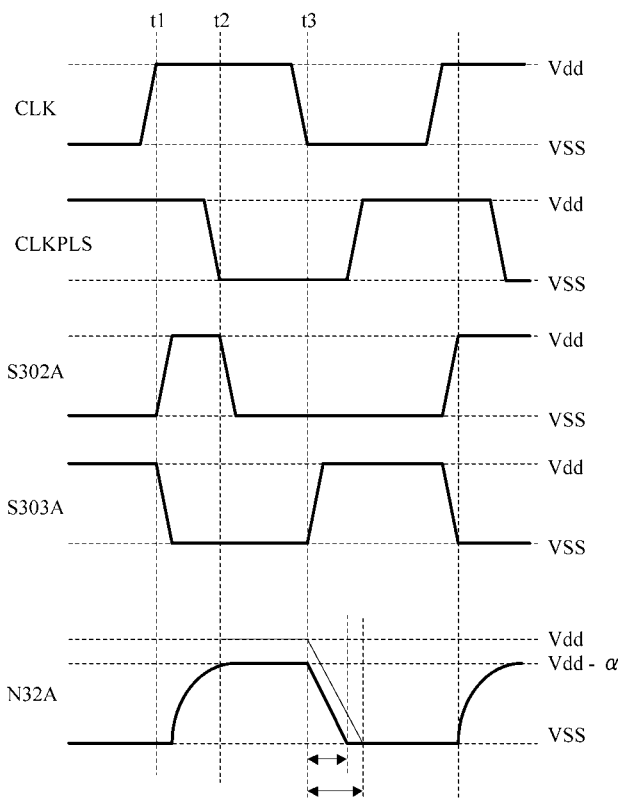 t1 t2 t3
Vdd
CLK
VSS
Vdd
CLKPLS
VSS
Vdd
S302A
VSS
Vdd
S303A
VSS
Vdd
Vdd - α
N32A
VSS